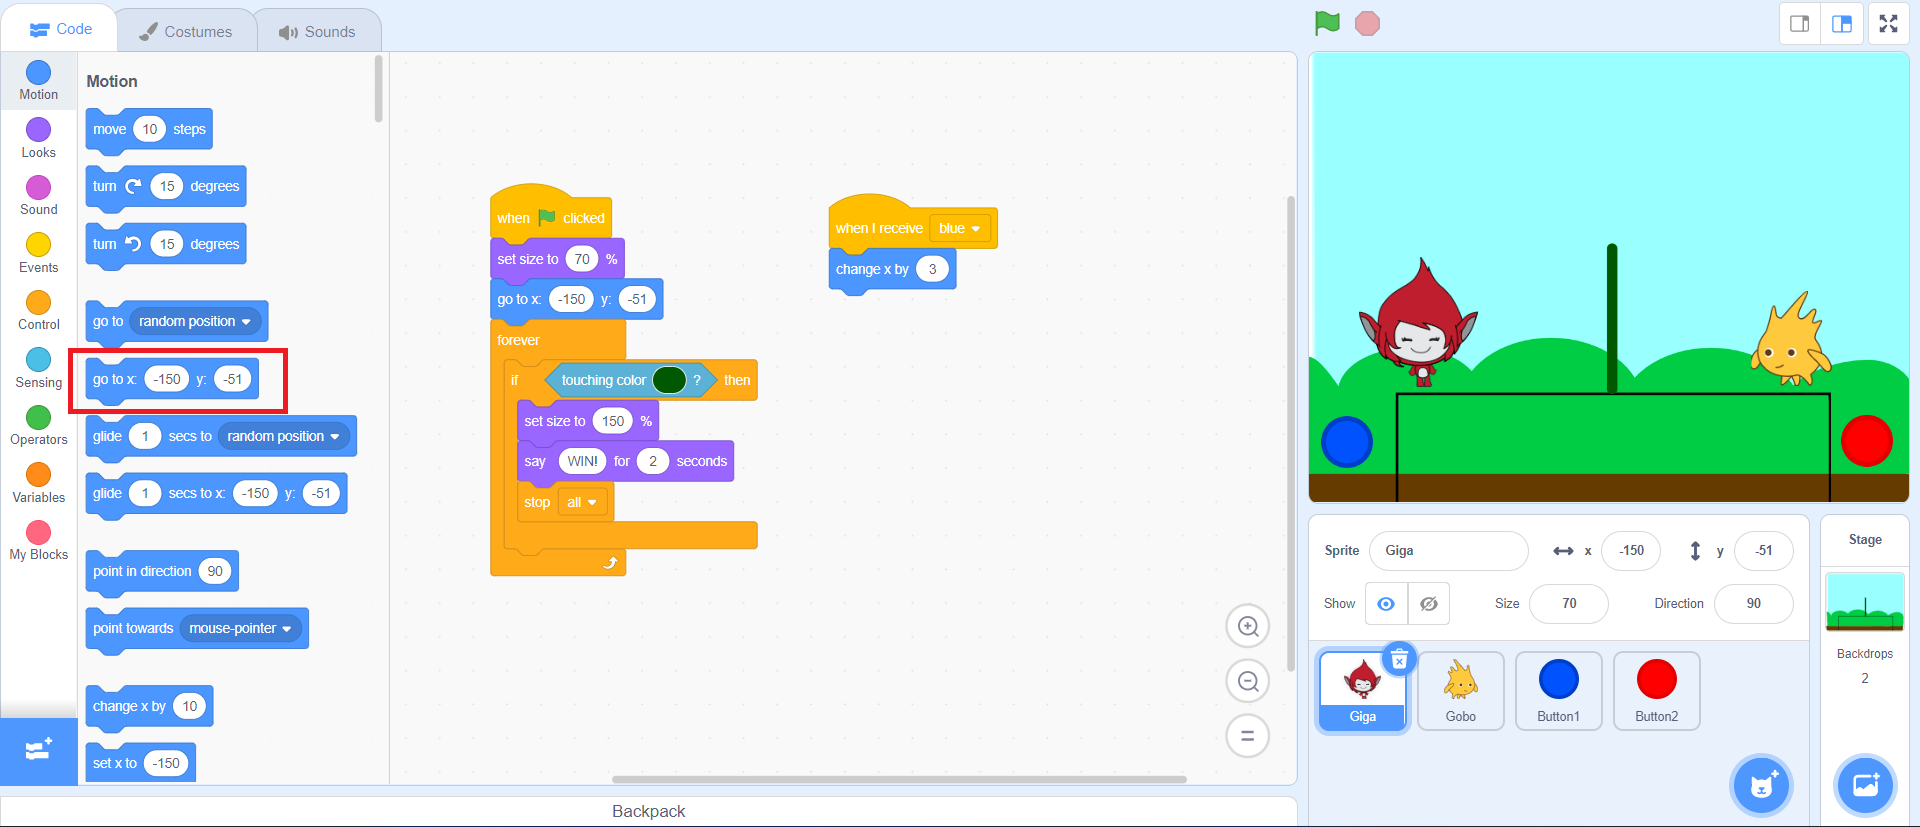 Code
Costumes
Sounds
Motion
Looks
Sound
Events
Control
Sensing
Operators
Variables
My Blocks
Motion
move 10 steps
turn 15 degrees
turn 15 degrees
go to random position
go to x: -150 y: -51
glide 1 secs to random position
glide 1 secs to x: -150 y: -51
point in direction 90
point towards mouse-pointer
change x by 10
set x to -150
when clicked
set size to 70 %
go to x: -150 y: -51
forever
if touching color ? then
set size to 150 %
say WIN! for 2 seconds
stop all
when I receive blue
change x by 3
Backpack
Sprite Giga x -150 y -51
Show Size 70 Direction 90
Giga
Gobo
Button1
Button2
Stage
Backdrops
2